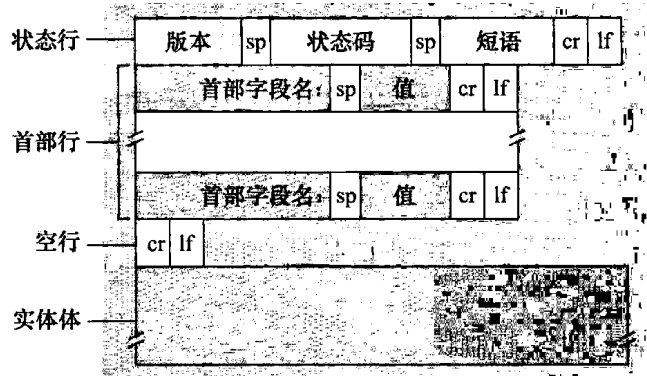 状态行 版本 sp 状态码 sp 短语 cr lf
首部字段名: sp 值 cr lf
首部行
首部字段名: sp 值 cr lf
空行 cr lf
实体体